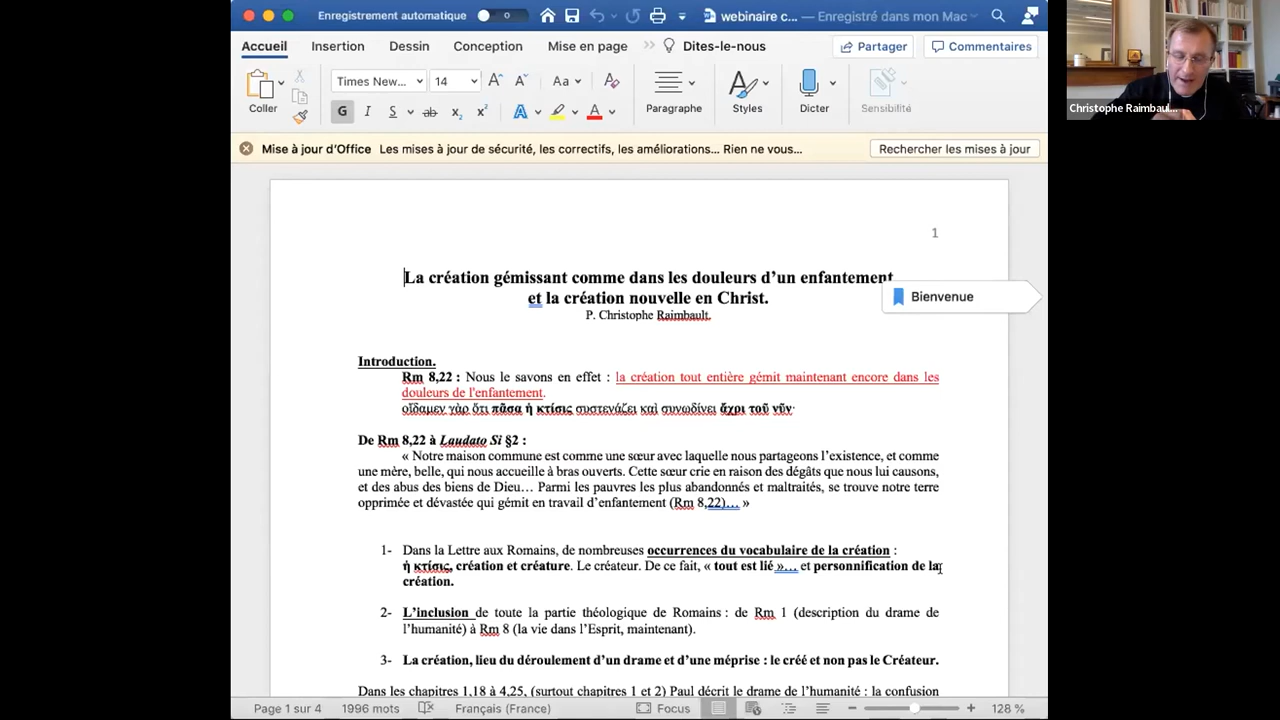 Enregistrement automatique
webinaire c... — Enregistré dans mon Mac
Accueil Insertion Dessin Conception Mise en page Dites-le-nous Partager Commentaires
Times New... 14
Coller G I S ab x₂ x² A A Aa Paragraphe Styles Dicter Sensibilité
Mise à jour d’Office Les mises à jour de sécurité, les correctifs, les améliorations... Rien ne vous... Rechercher les mises à jour
Christophe Raimbaul...
1
La création gémissant comme dans les douleurs d’un enfantement
et la création nouvelle en Christ.
P. Christophe Raimbault.
Bienvenue
Introduction.
Rm 8,22 : Nous le savons en effet : la création tout entière gémit maintenant encore dans les
douleurs de l'enfantement.
οἴδαμεν γὰρ ὅτι πᾶσα ἡ κτίσις συστενάζει καὶ συνωδίνει ἄχρι τοῦ νῦν·
De Rm 8,22 à Laudato Si §2 :
« Notre maison commune est comme une sœur avec laquelle nous partageons l’existence, et comme
une mère, belle, qui nous accueille à bras ouverts. Cette sœur crie en raison des dégâts que nous lui causons,
et des abus des biens de Dieu… Parmi les pauvres les plus abandonnés et maltraités, se trouve notre terre
opprimée et dévastée qui gémit en travail d’enfantement (Rm 8,22)… »
1- Dans la Lettre aux Romains, de nombreuses occurrences du vocabulaire de la création :
ἡ κτίσις, création et créature. Le créateur. De ce fait, « tout est lié »… et personnification de la
création.
2- L’inclusion de toute la partie théologique de Romains : de Rm 1 (description du drame de
l’humanité) à Rm 8 (la vie dans l’Esprit, maintenant).
3- La création, lieu du déroulement d’un drame et d’une méprise : le créé et non pas le Créateur.
Dans les chapitres 1,18 à 4,25, (surtout chapitres 1 et 2) Paul décrit le drame de l’humanité : la confusion
Page 1 sur 4 1996 mots Français (France) Focus 128 %